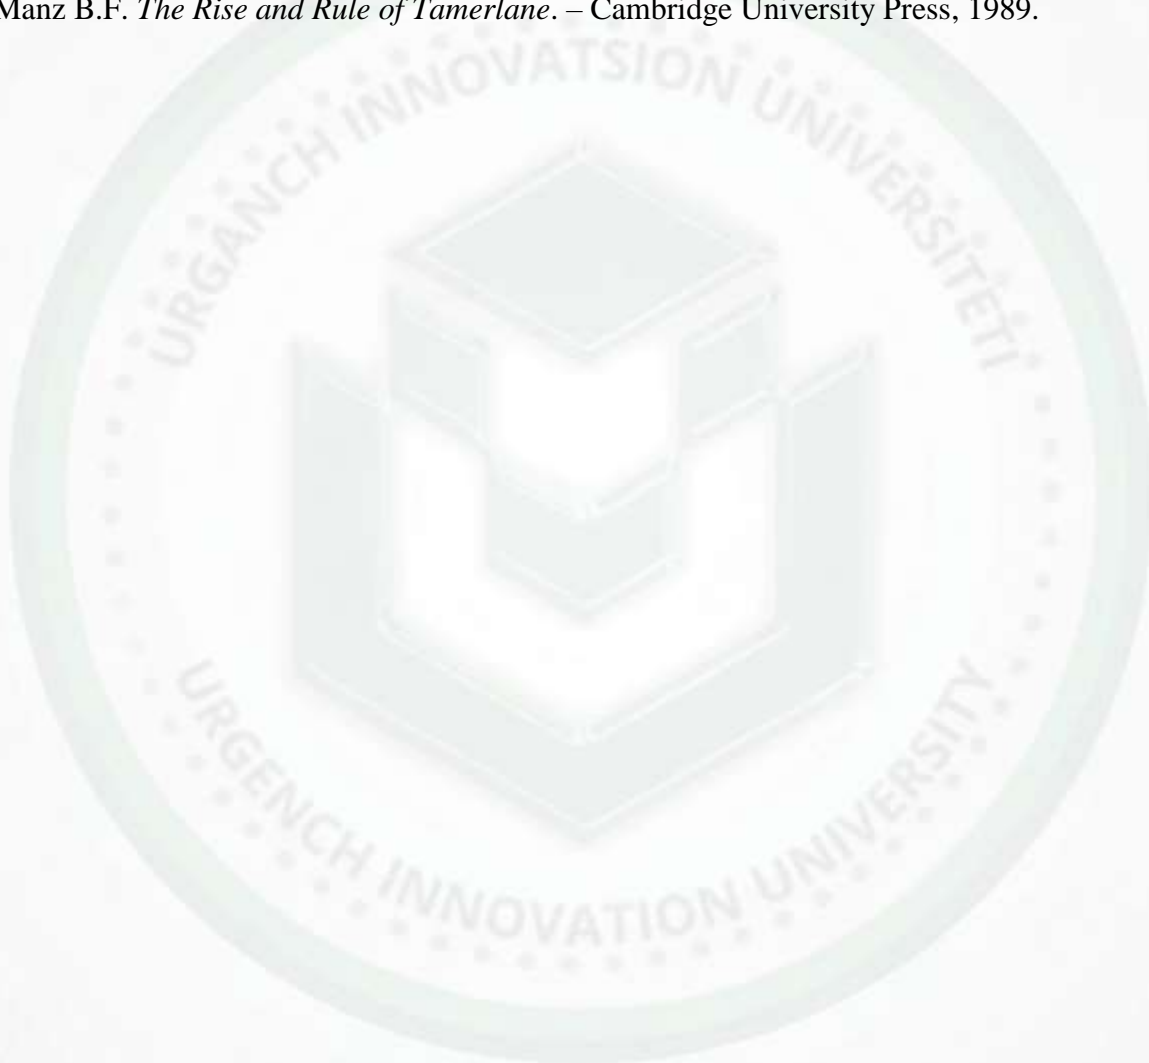 Manz B.F. The Rise and Rule of Tamerlane. – Cambridge University Press, 1989.
URGANCH INNOVATSION UNIVERSITETI
URGENCH INNOVATION UNIVERSITY